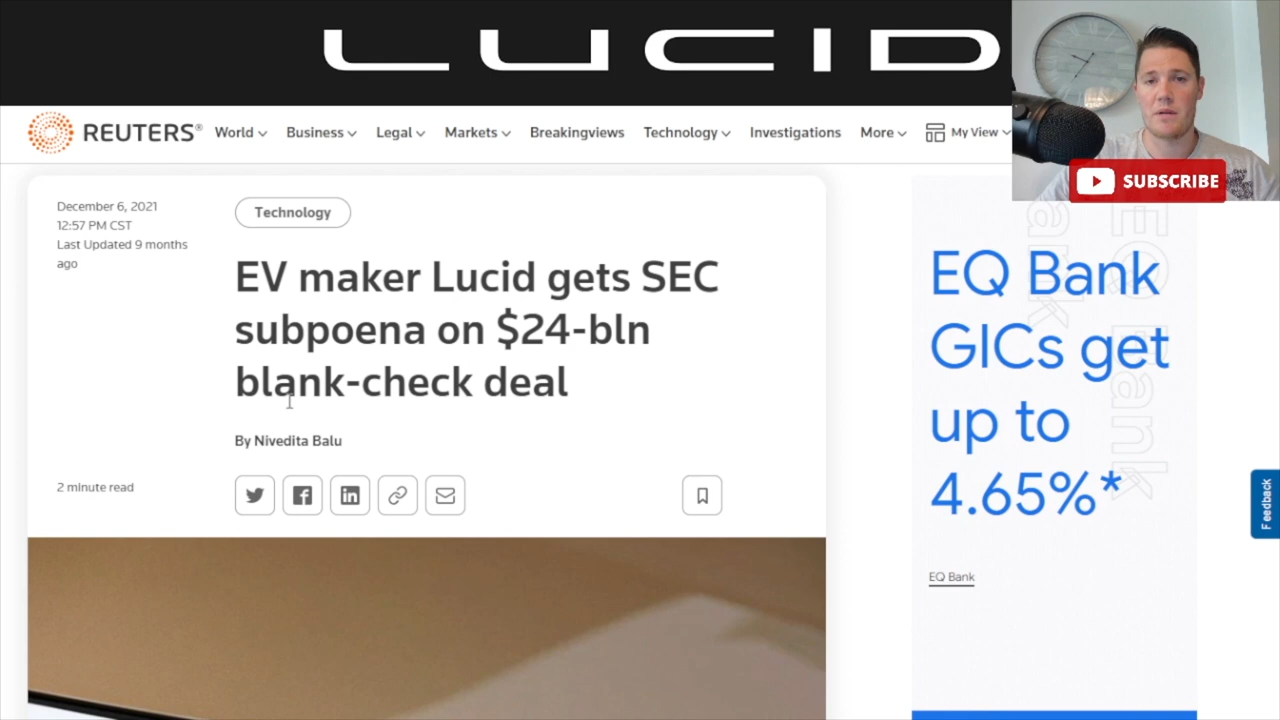 LUCID
REUTERS®
World
Business
Legal
Markets
Breakingviews
Technology
Investigations
More
My View
SUBSCRIBE
December 6, 2021
12:57 PM CST
Last Updated 9 months
ago
Technology
EV maker Lucid gets SEC
subpoena on $24-bln
blank-check deal
By Nivedita Balu
2 minute read
EQ Bank
EQ Bank
GICs get
up to
4.65%*
EQ Bank
Feedback